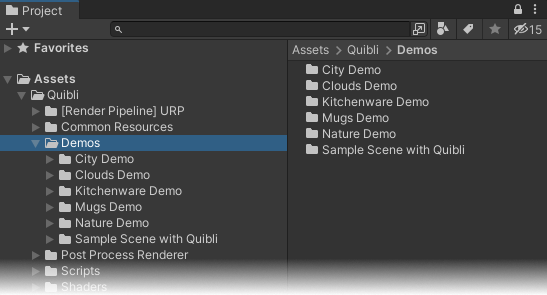 Project
15
Favorites
Assets
Quibli
[Render Pipeline] URP
Common Resources
Demos
City Demo
Clouds Demo
Kitchenware Demo
Mugs Demo
Nature Demo
Sample Scene with Quibli
Post Process Renderer
Scripts
Shaders
Assets > Quibli > Demos
City Demo
Clouds Demo
Kitchenware Demo
Mugs Demo
Nature Demo
Sample Scene with Quibli